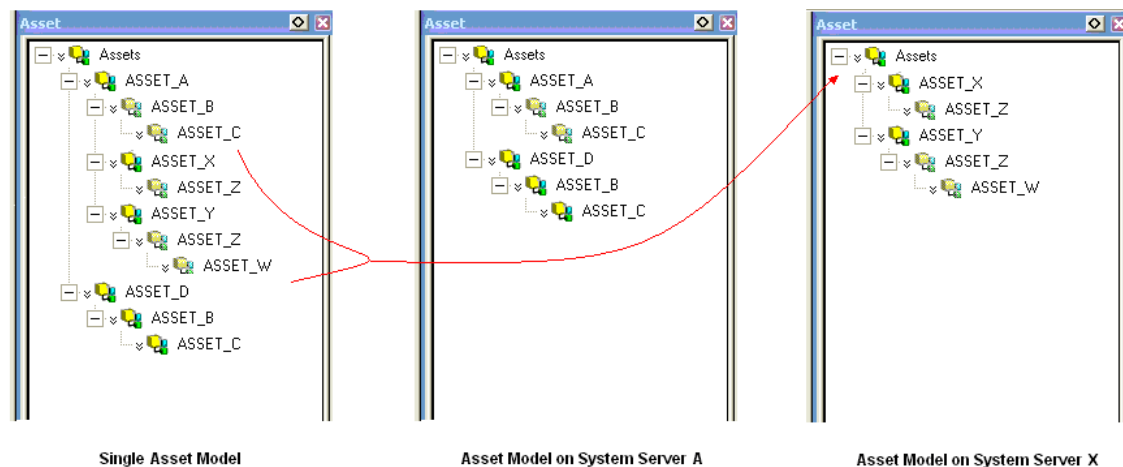 Asset
Assets
ASSET_A
ASSET_B
ASSET_C
ASSET_X
ASSET_Z
ASSET_Y
ASSET_Z
ASSET_W
ASSET_D
ASSET_B
ASSET_C
Single Asset Model
Asset
Assets
ASSET_A
ASSET_B
ASSET_C
ASSET_D
ASSET_B
ASSET_C
Asset Model on System Server A
Asset
Assets
ASSET_X
ASSET_Z
ASSET_Y
ASSET_Z
ASSET_W
Asset Model on System Server X